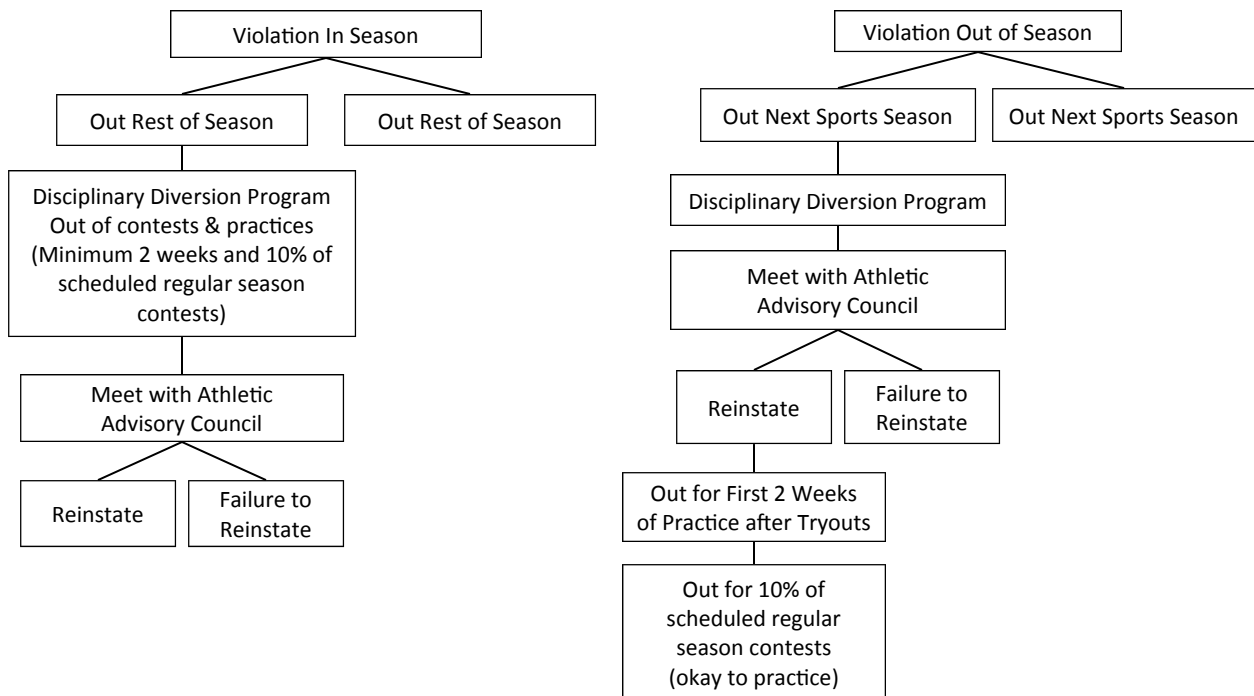 Violation In Season
Out Rest of Season
Out Rest of Season
Disciplinary Diversion Program
Out of contests & practices
(Minimum 2 weeks and 10% of
scheduled regular season
contests)
Meet with Athletic
Advisory Council
Reinstate
Failure to
Reinstate
Violation Out of Season
Out Next Sports Season
Out Next Sports Season
Disciplinary Diversion Program
Meet with Athletic
Advisory Council
Reinstate
Failure to
Reinstate
Out for First 2 Weeks
of Practice after Tryouts
Out for 10% of
scheduled regular
season contests
(okay to practice)